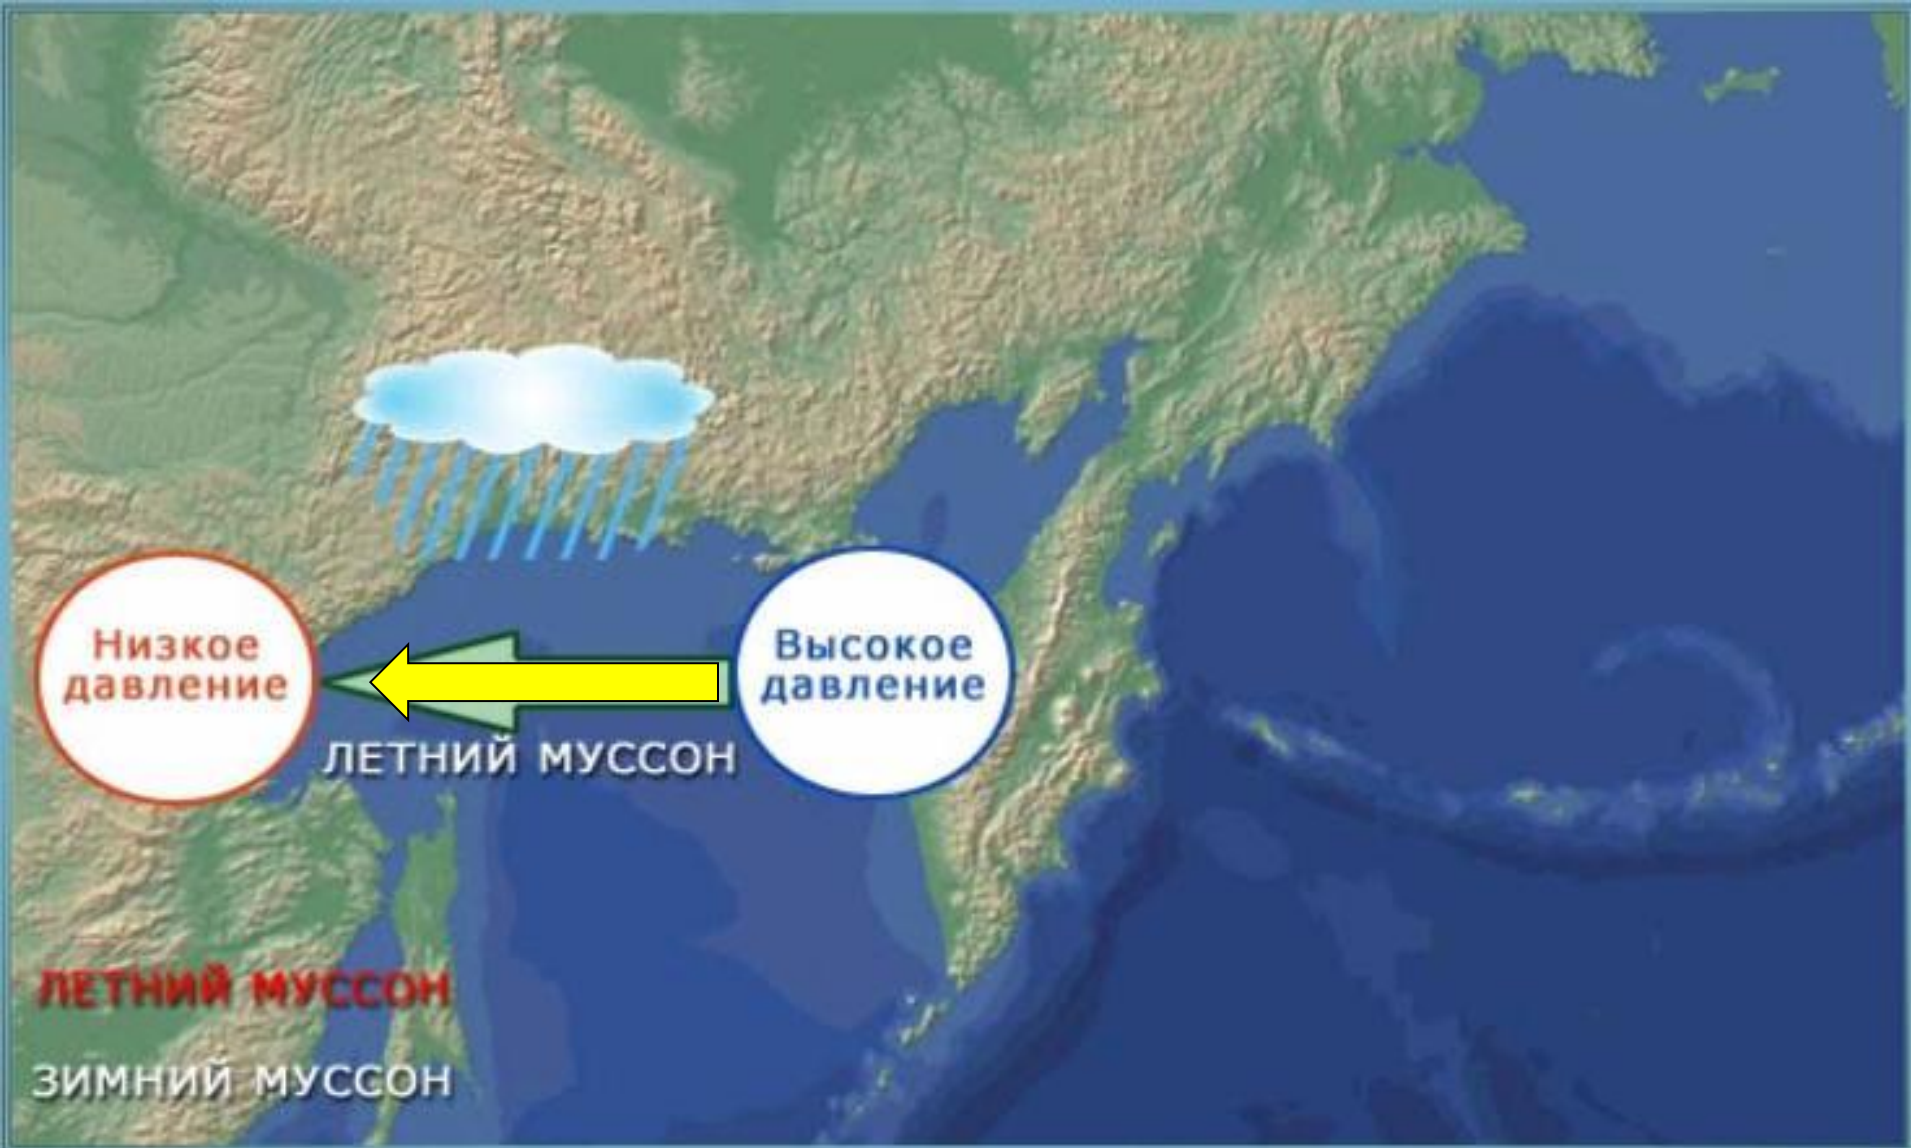 Низкое
давление
Высокое
давление
ЛЕТНИЙ МУССОН
ЛЕТНИЙ МУССОН
ЗИМНИЙ МУССОН